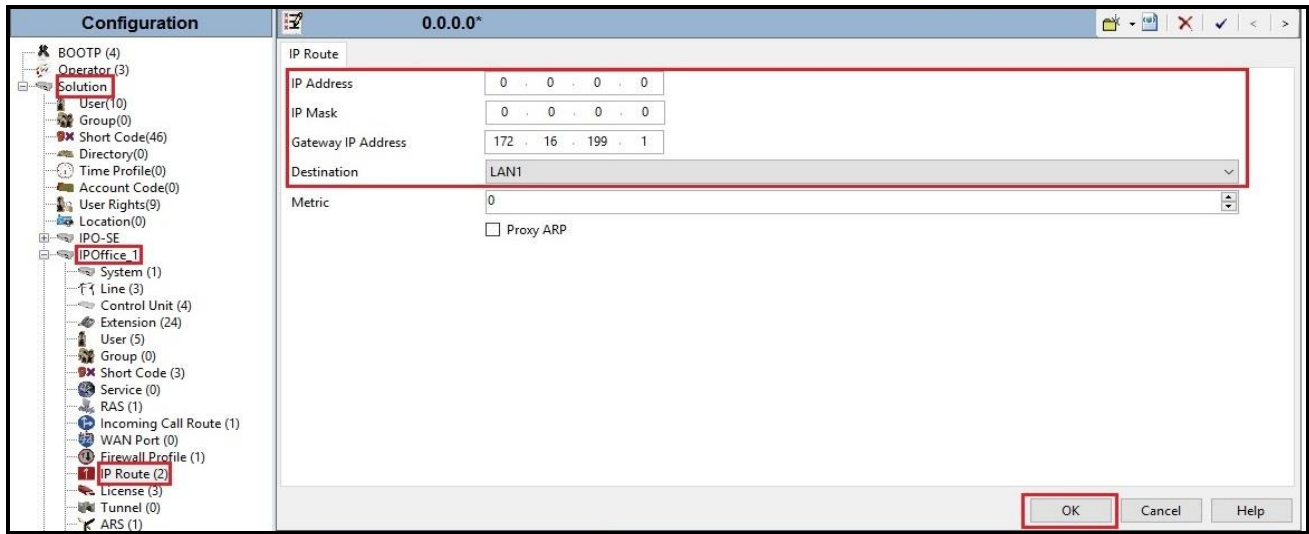 Configuration
BOOTP (4)
Operator (3)
Solution
User(10)
Group(0)
Short Code(46)
Directory(0)
Time Profile(0)
Account Code(0)
User Rights(9)
Location(0)
IPO-SE
IPOffice_1
System (1)
Line (3)
Control Unit (4)
Extension (24)
User (5)
Group (0)
Short Code (3)
Service (0)
RAS (1)
Incoming Call Route (1)
WAN Port (0)
Firewall Profile (1)
IP Route (2)
License (3)
Tunnel (0)
ARS (1)
0.0.0.0*
IP Route
IP Address 0 . 0 . 0 . 0
IP Mask 0 . 0 . 0 . 0
Gateway IP Address 172 . 16 . 199 . 1
Destination LAN1
Metric 0
Proxy ARP
OK Cancel Help